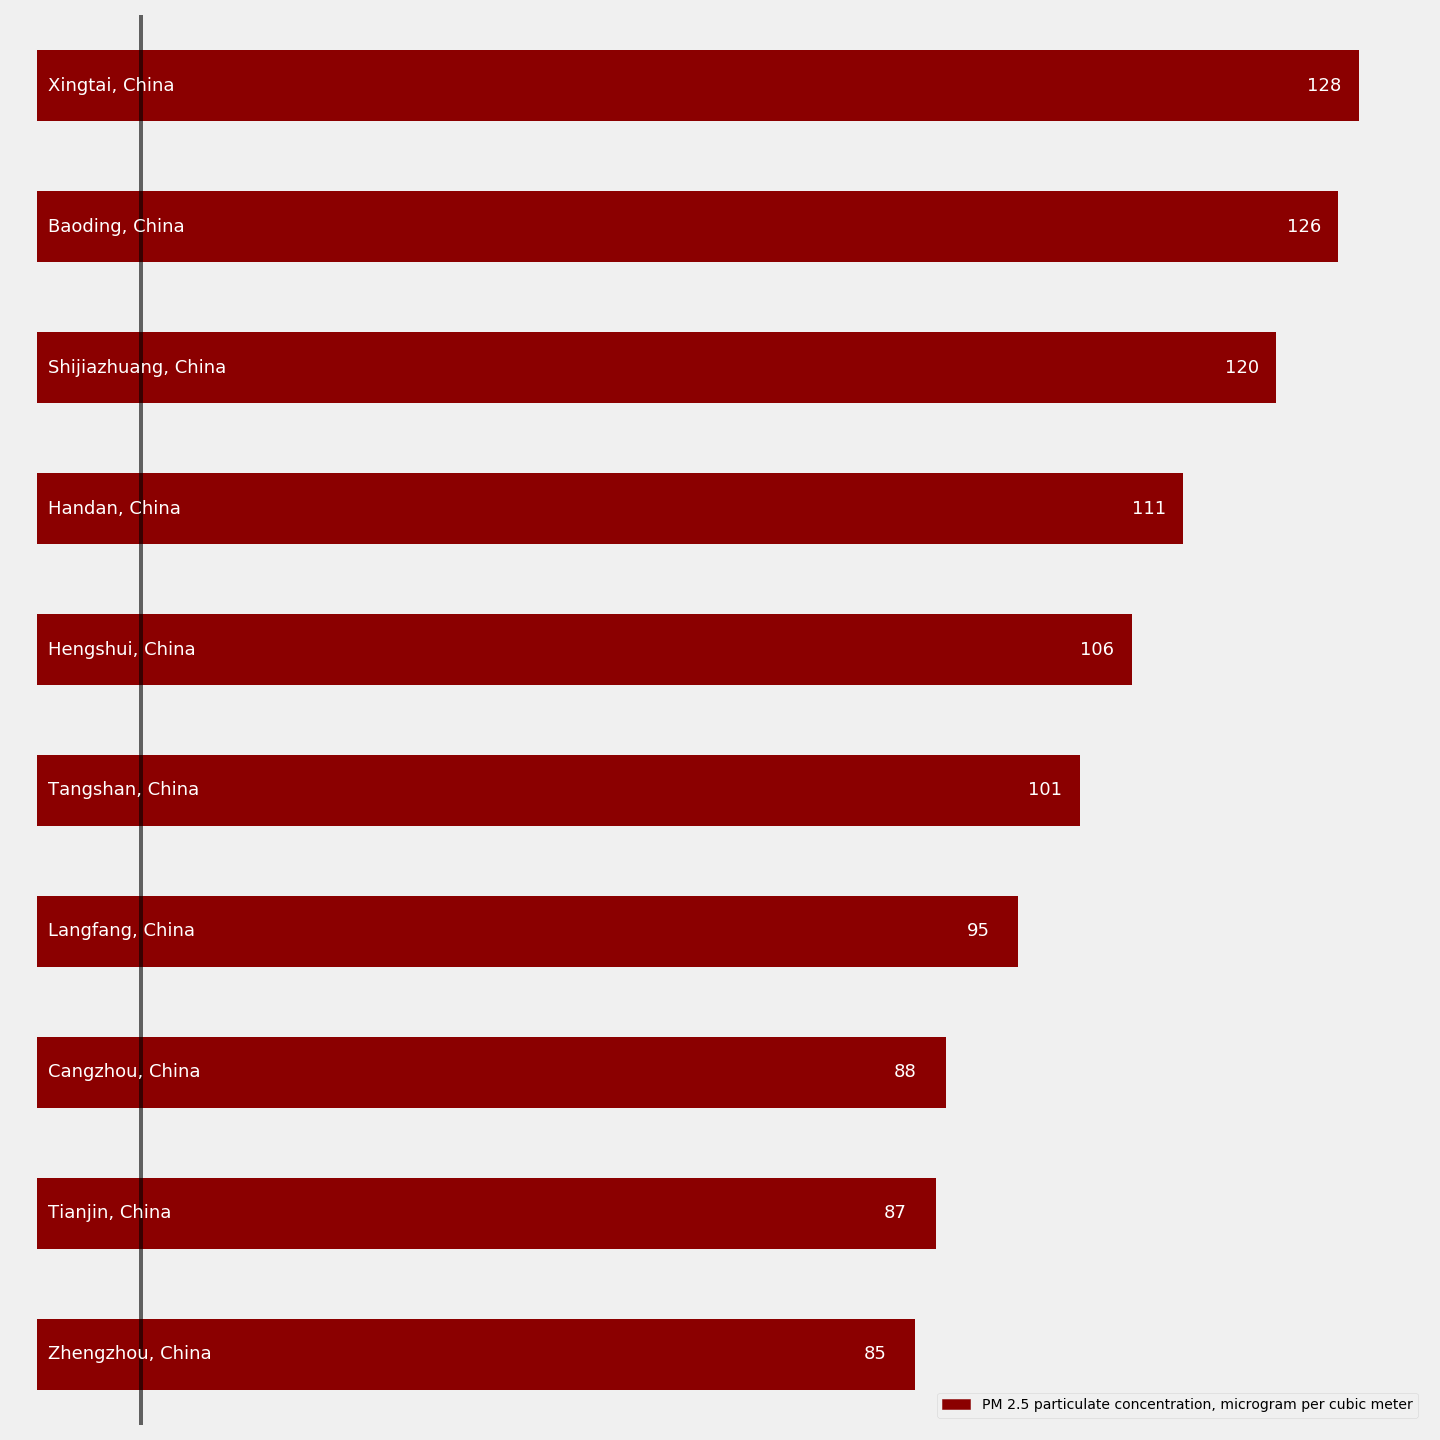 Xingtai, China 128
Baoding, China 126
Shijiazhuang, China 120
Handan, China 111
Hengshui, China 106
Tangshan, China 101
Langfang, China 95
Cangzhou, China 88
Tianjin, China 87
Zhengzhou, China 85
PM 2.5 particulate concentration, microgram per cubic meter